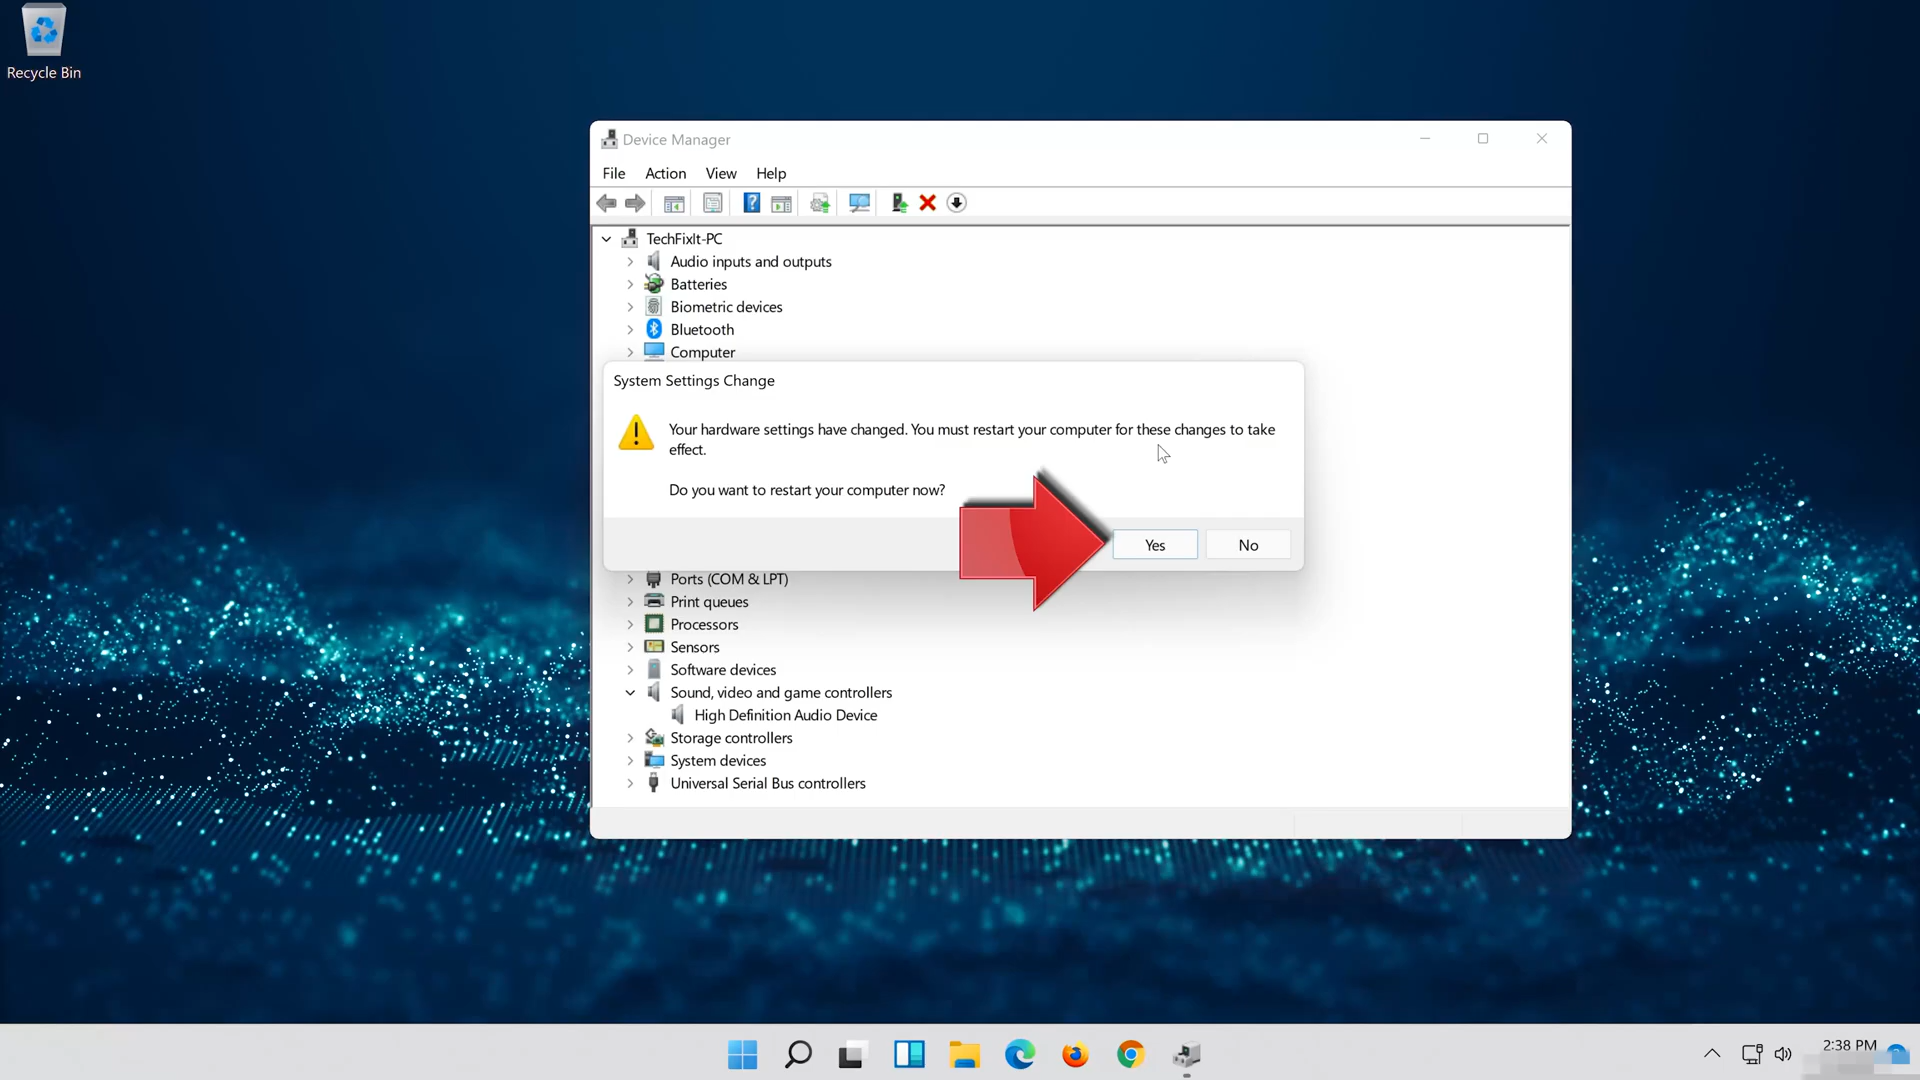 Recycle Bin
Device Manager
File Action View Help
TechFixIt-PC
Audio inputs and outputs
Batteries
Biometric devices
Bluetooth
Computer
System Settings Change
Your hardware settings have changed. You must restart your computer for these changes to take
effect.
Do you want to restart your computer now?
Yes
No
Ports (COM & LPT)
Print queues
Processors
Sensors
Software devices
Sound, video and game controllers
High Definition Audio Device
Storage controllers
System devices
Universal Serial Bus controllers
2:38 PM